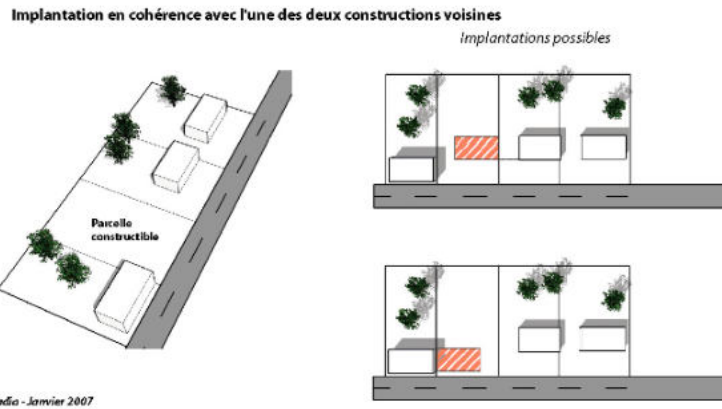 Implantation en cohérence avec l'une des deux constructions voisines
Implantations possibles
Parcelle
constructible
- Janvier 2007